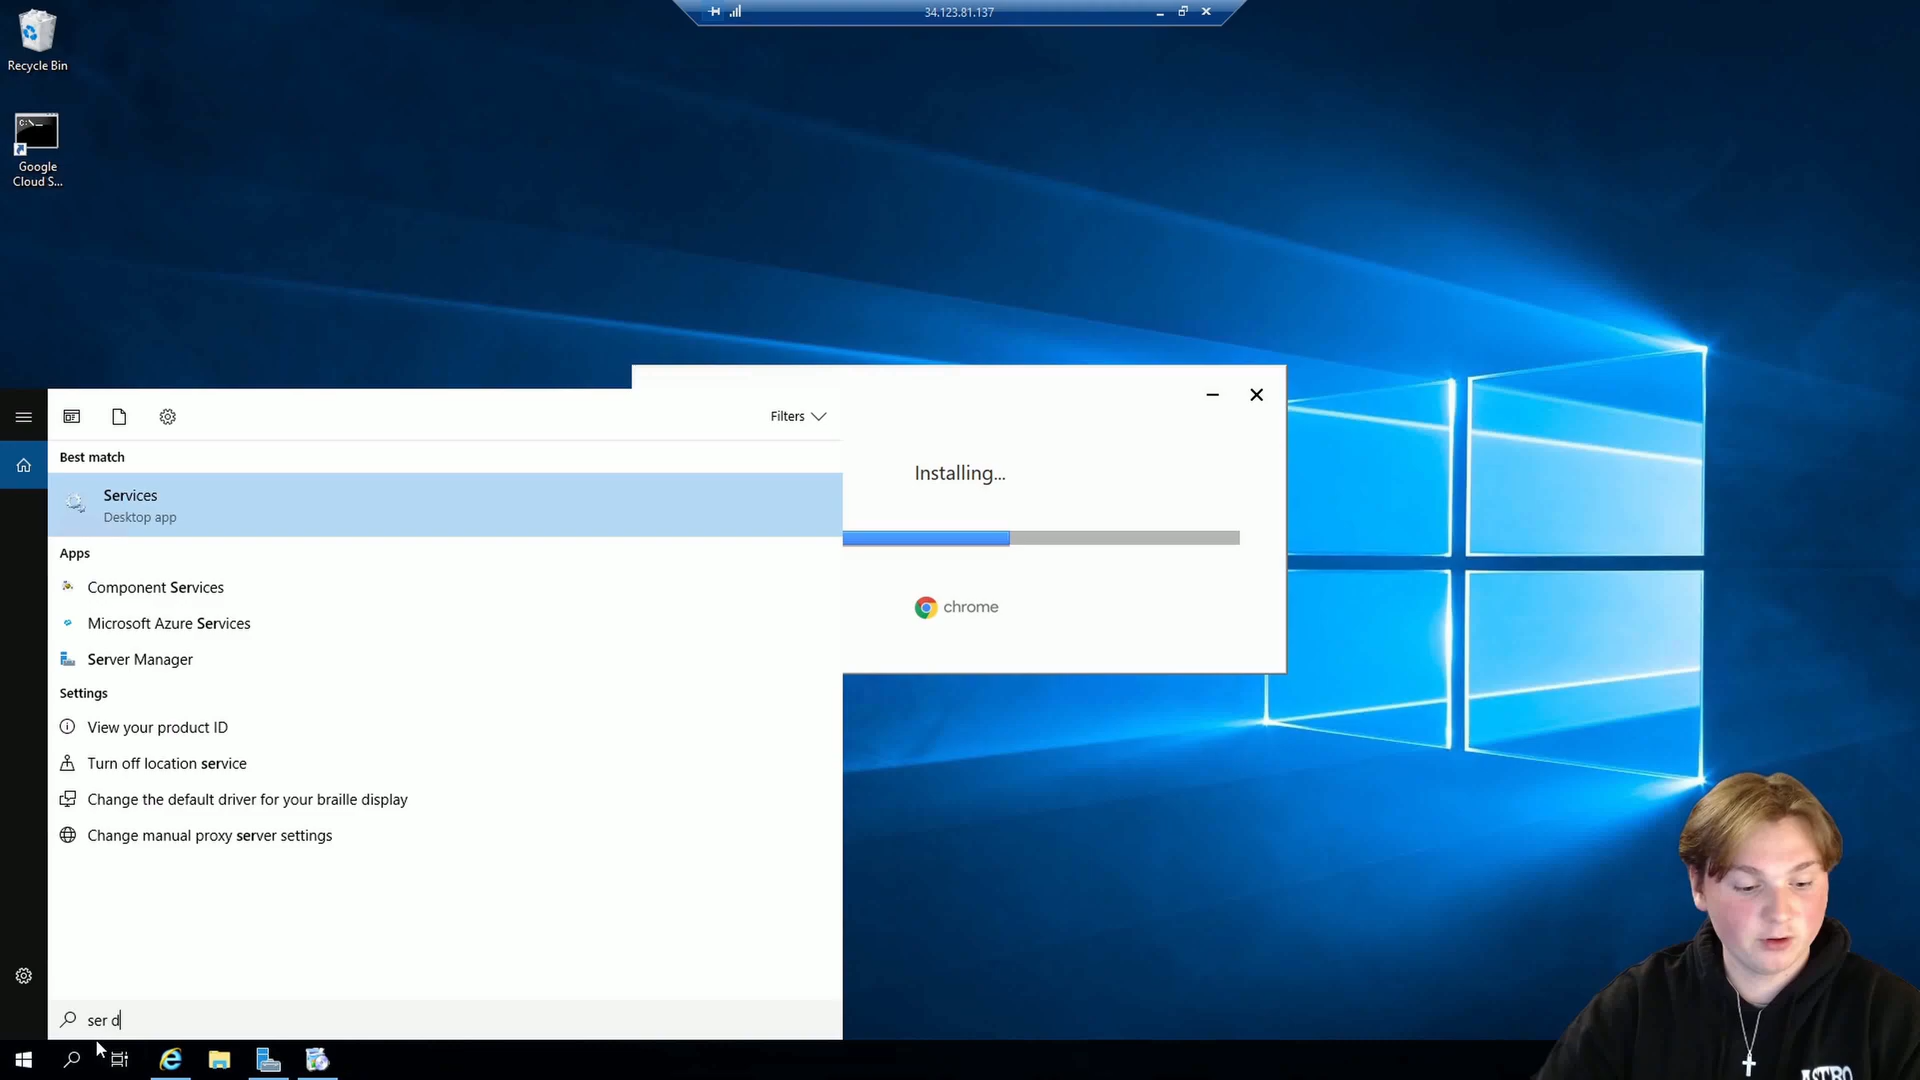 34.123.81.137
Recycle Bin
C:\._
Google
Cloud S...
Filters
Best match
Services
Desktop app
Installing...
Apps
Component Services
Microsoft Azure Services
chrome
Server Manager
Settings
View your product ID
Turn off location service
Change the default driver for your braille display
Change manual proxy server settings
ser d
ASTRO